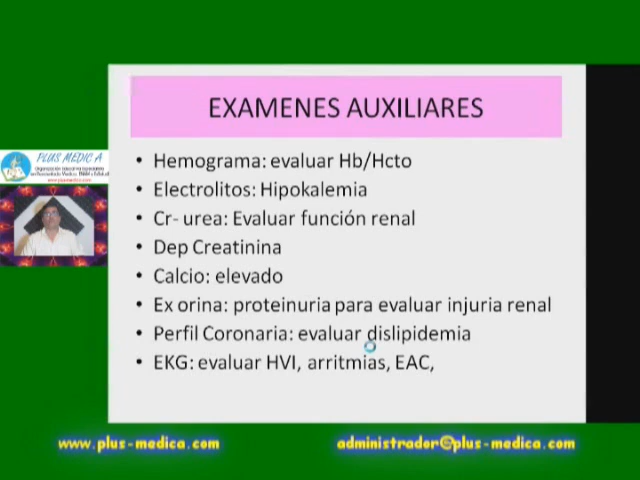 EXAMENES AUXILIARES
• Hemograma: evaluar Hb/Hcto
• Electrolitos: Hipokalemia
• Cr- urea: Evaluar función renal
• Dep Creatinina
• Calcio: elevado
• Ex orina: proteinuria para evaluar injuria renal
• Perfil Coronaria: evaluar dislipidemia
• EKG: evaluar HVI, arritmias, EAC,
PLUS MEDIC A
www.plus-medica.com
administrador@plus-medica.com